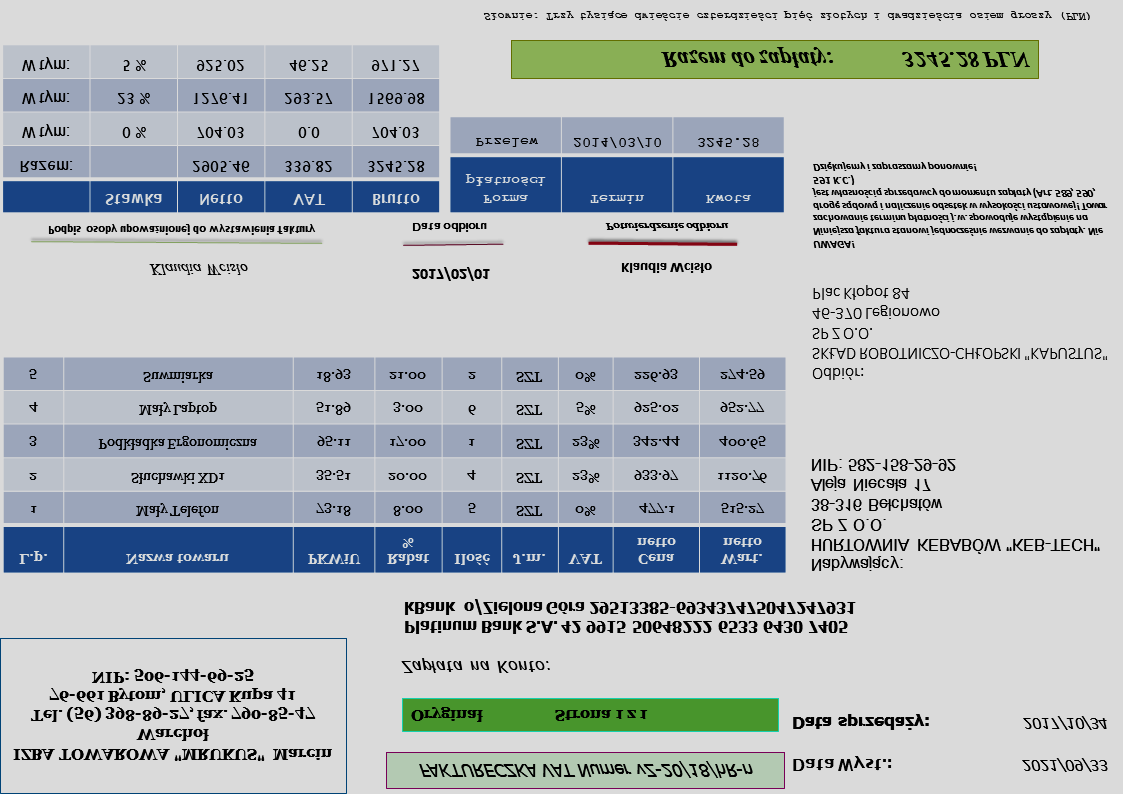 IZBA TOWAROWA "MRUKUS" Marcin
Warchoł
Tel. (56) 398-89-27, fax. 790-85-47
76-661 Bytom, ULICA Kupa 41
NIP: 506-144-69-25
FAKTURECZKA VAT Numer vZ-20/18/hR-n
Data Wyst.: 2021/09/33
Oryginał Strona 1 z 1
Data sprzedaży: 2017/10/34
Zapłata na Konto:
Platinum Bank S.A. 42 9915 50648222 6533 6430 7405
kBank o/Zielona Góra 29513385-693437475047247931
L.p. Nazwa towaru PKWiU Rabat % Ilość J.m. VAT Cena netto Wart. netto
1 Mały Telefon 73.18 8.00 5 SZT 0% 477.1 515.27
2 Słuchawki XD1 35.51 20.00 4 SZT 23% 933.97 1120.76
3 Podkładka Ergonomiczna 95.11 17.00 1 SZT 23% 342.44 400.65
4 Mały Laptop 51.89 3.00 6 SZT 5% 925.02 952.77
5 Suwmiarka 18.93 21.00 2 SZT 0% 226.93 274.59
Nabywający:
HURTOWNIA KEBABÓW "KEB-TECH"
SP Z O.O.
38-316 Bełchatów
Aleja Niecała 17
NIP: 582-158-29-92
Odbiór:
SKŁAD ROBOTNICZO-CHŁOPSKI "KAPUSTUS"
SP Z O.O.
46-370 Legionowo
Plac Kłopot 84
Klaudia Wcisło
Podpis osoby upoważnionej do wystawienia faktury
2017/02/01
Data odbioru
Klaudia Wcisło
Potwierdzenie odbioru
UWAGA!
Niniejsza faktura stanowi jednocześnie wezwanie do zapłaty. Nie
zachowanie terminu płatności j.w. spowoduje wystąpienie na
drogę sądową i naliczenie odsetek w wysokości ustawowej! Towar
jest własnością sprzedawcy do momentu zapłaty (Art. 589, 590,
591 K.C.)
Dziękujemy i zapraszamy ponownie!
Stawka Netto VAT Brutto
Razem: 2905.46 339.82 3245.28
W tym: 0 % 704.03 0.0 704.03
W tym: 23 % 1276.41 293.57 1569.98
W tym: 5 % 925.02 46.25 971.27
Forma płatności Termin Kwota
Przelew 2014/03/10 3245.28
Razem do zapłaty: 3245.28 PLN
Słownie: Trzy tysiące dwieście czterdzieści pięć złotych i dwadzieścia osiem groszy (PLN)